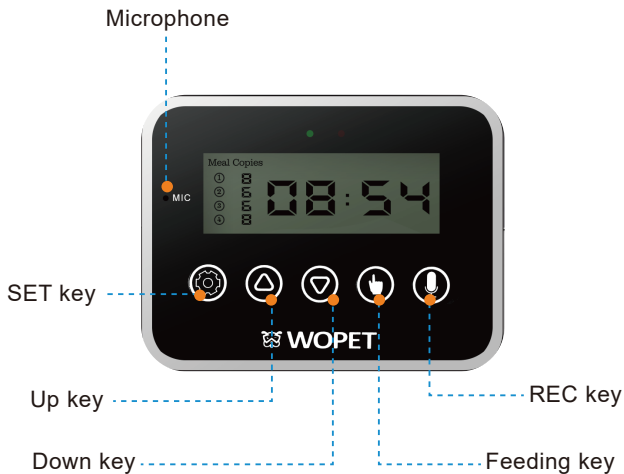 Microphone
Meal Copies
① 8
② 6
③ 6
④ 8
08:54
MIC
SET key
WOPET
Up key
REC key
Down key
Feeding key